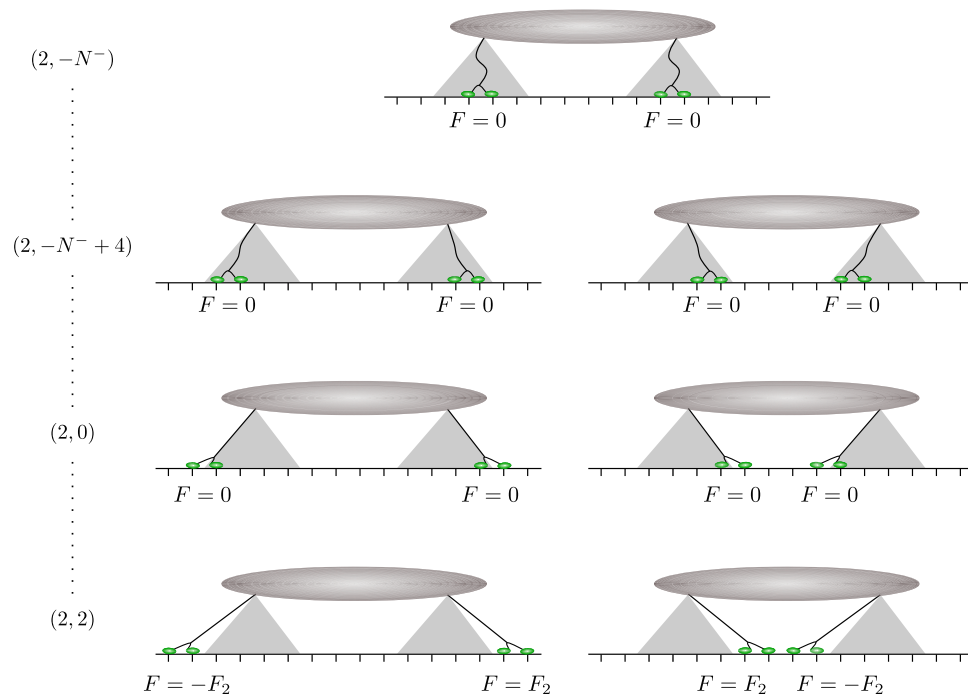 (2, −N⁻)
F = 0 F = 0
(2, −N⁻ + 4)
F = 0 F = 0 F = 0 F = 0
(2, 0)
F = 0 F = 0 F = 0 F = 0
(2, 2)
F = −F₂ F = F₂ F = F₂ F = −F₂